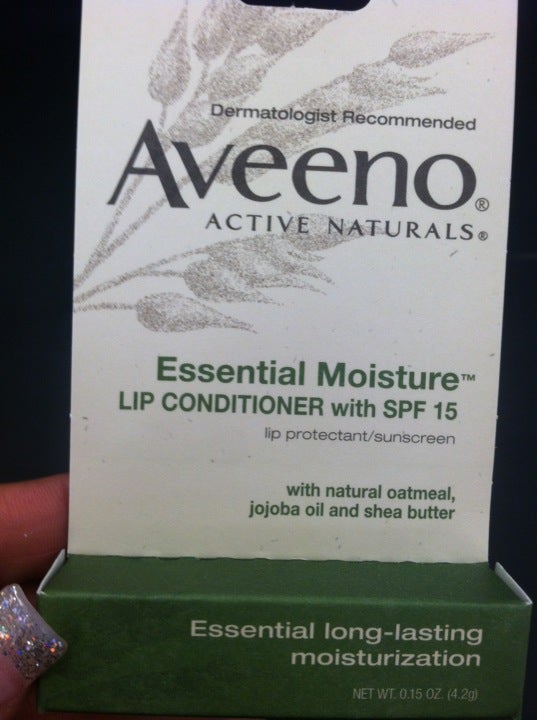 Dermatologist Recommended
Aveeno®
ACTIVE NATURALS®
Essential Moisture™
LIP CONDITIONER with SPF 15
lip protectant/sunscreen
with natural oatmeal,
jojoba oil and shea butter
Essential long-lasting
moisturization
NET WT. 0.15 OZ. (4.2g)